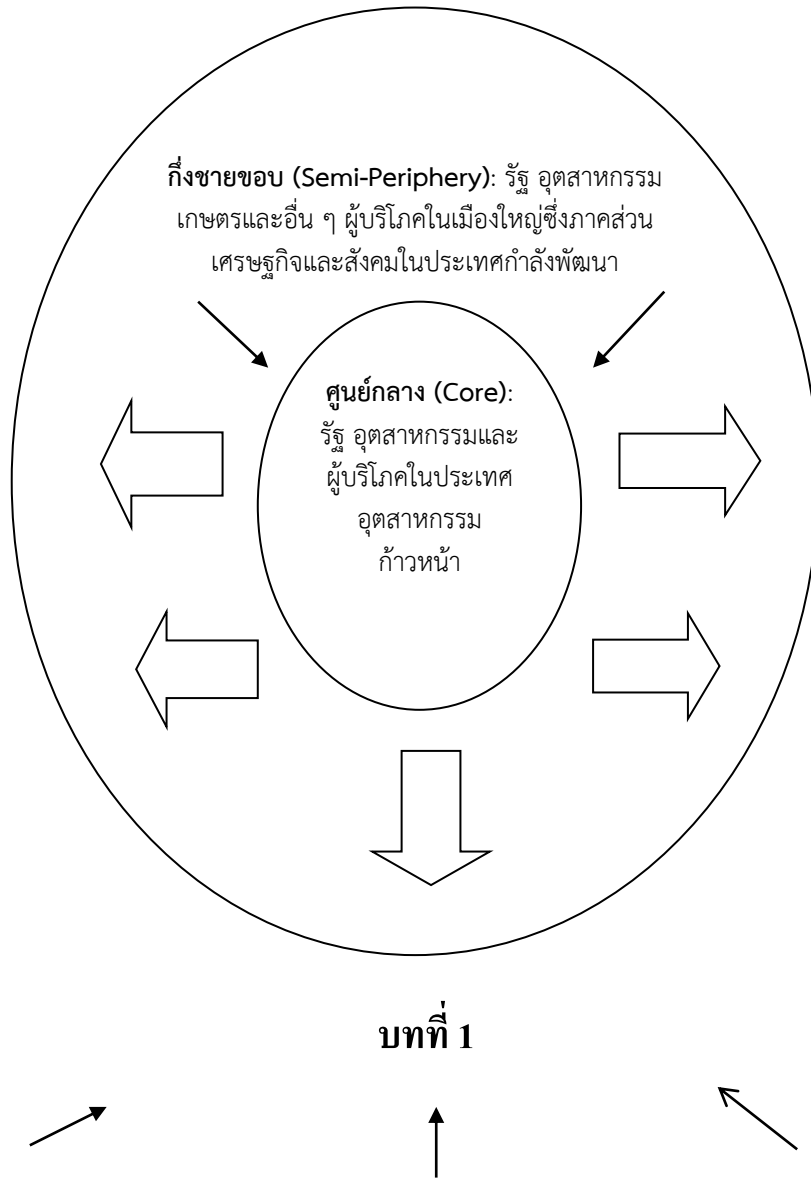 กึ่งชายขอบ (Semi-Periphery): รัฐ อุตสาหกรรม
เกษตรและอื่น ๆ ผู้บริโภคในเมืองใหญ่ซึ่งภาคส่วน
เศรษฐกิจและสังคมในประเทศกำลังพัฒนา
ศูนย์กลาง (Core):
รัฐ อุตสาหกรรมและ
ผู้บริโภคในประเทศ
อุตสาหกรรม
ก้าวหน้า
บทที่ 1